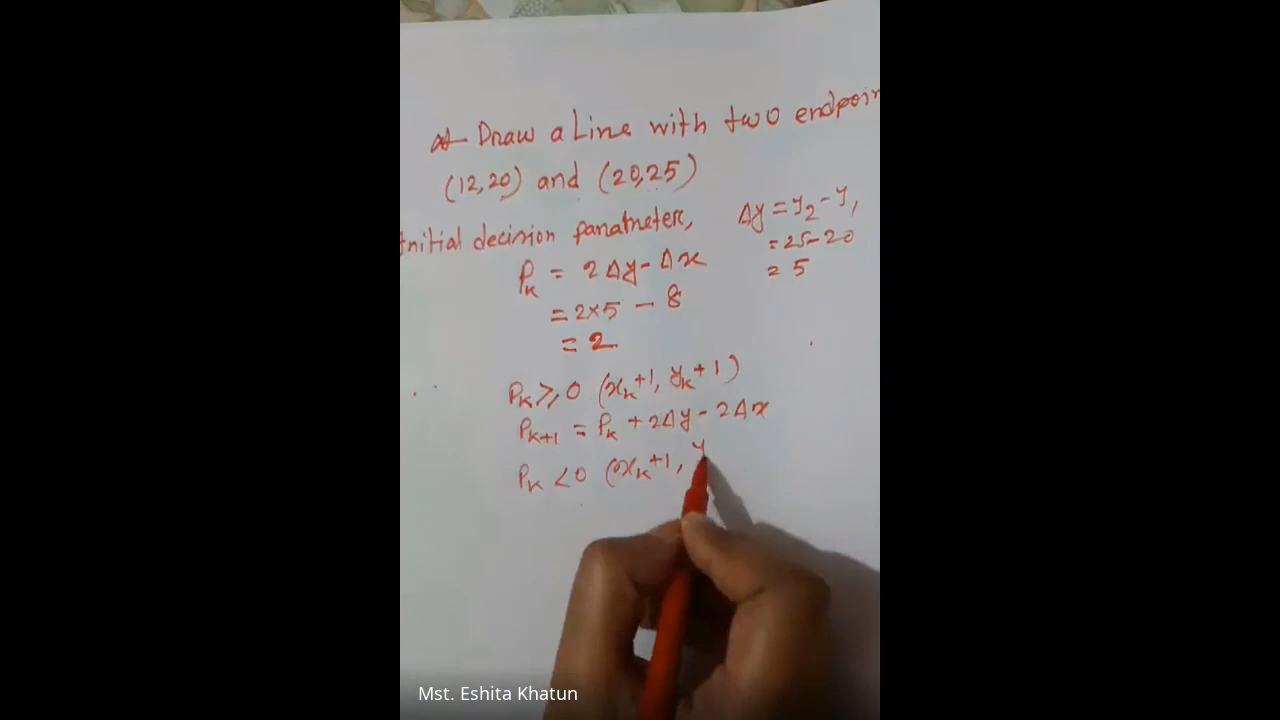 Draw a Line with two endpoin
(12,20) and (20,25)
Initial decision parameter,
Δy = y₂ - y₁
= 25 - 20
= 5
Pₖ = 2Δy - Δx
= 2×5 - 8
= 2
Pₖ ≥ 0 (xₖ+1, yₖ+1)
Pₖ₊₁ = Pₖ + 2Δy - 2Δx
Pₖ < 0 (xₖ+1, y
Mst. Eshita Khatun